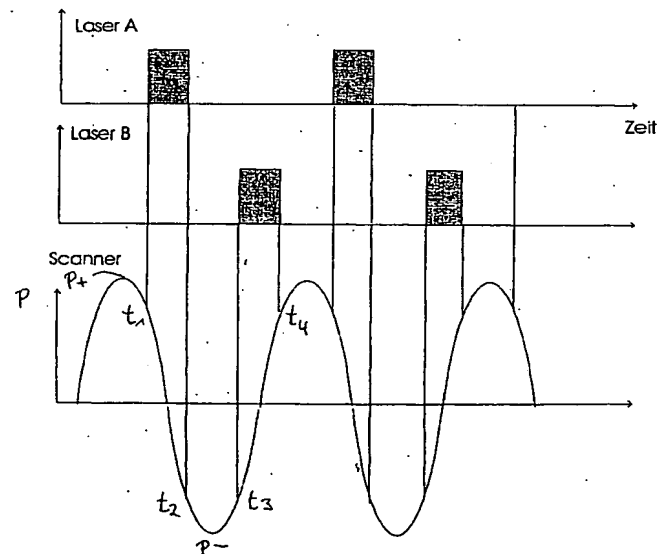 Laser A
Zeit
Laser B
Scanner
P+
P
t₁
t₄
t₂
t₃
P−